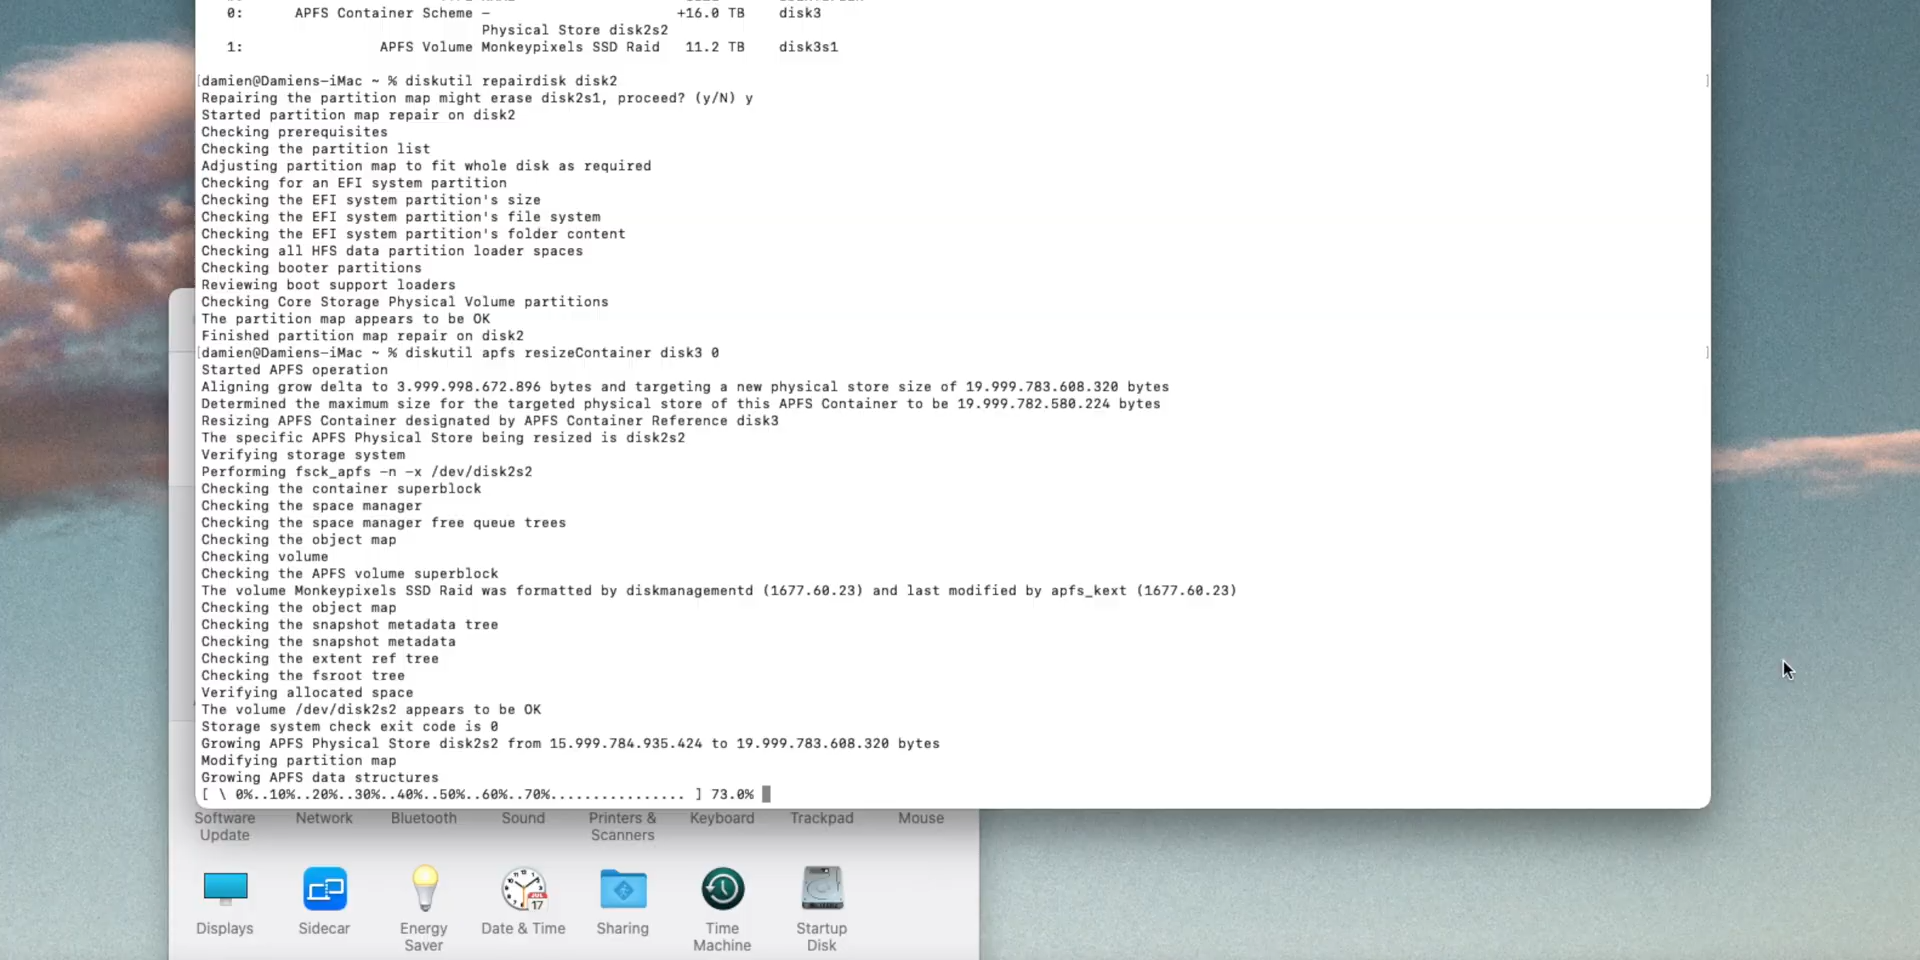 0: APFS Container Scheme – +16.0 TB disk3
Physical Store disk2s2
1: APFS Volume Monkeypixels SSD Raid 11.2 TB disk3s1
[damien@Damiens-iMac ~ % diskutil repairdisk disk2 ]
Repairing the partition map might erase disk2s1, proceed? (y/N) y
Started partition map repair on disk2
Checking prerequisites
Checking the partition list
Adjusting partition map to fit whole disk as required
Checking for an EFI system partition
Checking the EFI system partition's size
Checking the EFI system partition's file system
Checking the EFI system partition's folder content
Checking all HFS data partition loader spaces
Checking booter partitions
Reviewing boot support loaders
Checking Core Storage Physical Volume partitions
The partition map appears to be OK
Finished partition map repair on disk2
[damien@Damiens-iMac ~ % diskutil apfs resizeContainer disk3 0 ]
Started APFS operation
Aligning grow delta to 3.999.998.672.896 bytes and targeting a new physical store size of 19.999.783.608.320 bytes
Determined the maximum size for the targeted physical store of this APFS Container to be 19.999.782.580.224 bytes
Resizing APFS Container designated by APFS Container Reference disk3
The specific APFS Physical Store being resized is disk2s2
Verifying storage system
Performing fsck_apfs -n -x /dev/disk2s2
Checking the container superblock
Checking the space manager
Checking the space manager free queue trees
Checking the object map
Checking volume
Checking the APFS volume superblock
The volume Monkeypixels SSD Raid was formatted by diskmanagementd (1677.60.23) and last modified by apfs_kext (1677.60.23)
Checking the object map
Checking the snapshot metadata tree
Checking the snapshot metadata
Checking the extent ref tree
Checking the fsroot tree
Verifying allocated space
The volume /dev/disk2s2 appears to be OK
Storage system check exit code is 0
Growing APFS Physical Store disk2s2 from 15.999.784.935.424 to 19.999.783.608.320 bytes
Modifying partition map
Growing APFS data structures
[ \ 0%..10%..20%..30%..40%..50%..60%..70%................ ] 73.0%
Software Update Network Bluetooth Sound Printers & Scanners Keyboard Trackpad Mouse
JUL
17
Displays Sidecar Energy Saver Date & Time Sharing Time Machine Startup Disk